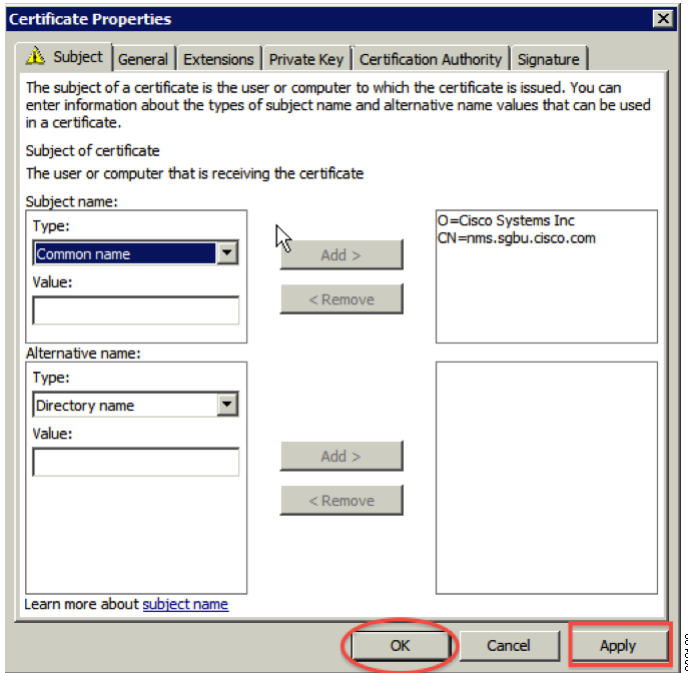 Certificate Properties
Subject
General
Extensions
Private Key
Certification Authority
Signature
The subject of a certificate is the user or computer to which the certificate is issued. You can
enter information about the types of subject name and alternative name values that can be used
in a certificate.
Subject of certificate
The user or computer that is receiving the certificate
Subject name:
Type:
Common name
Value:
Add >
< Remove
O=Cisco Systems Inc
CN=nms.sgbu.cisco.com
Alternative name:
Type:
Directory name
Value:
Add >
< Remove
Learn more about subject name
OK
Cancel
Apply